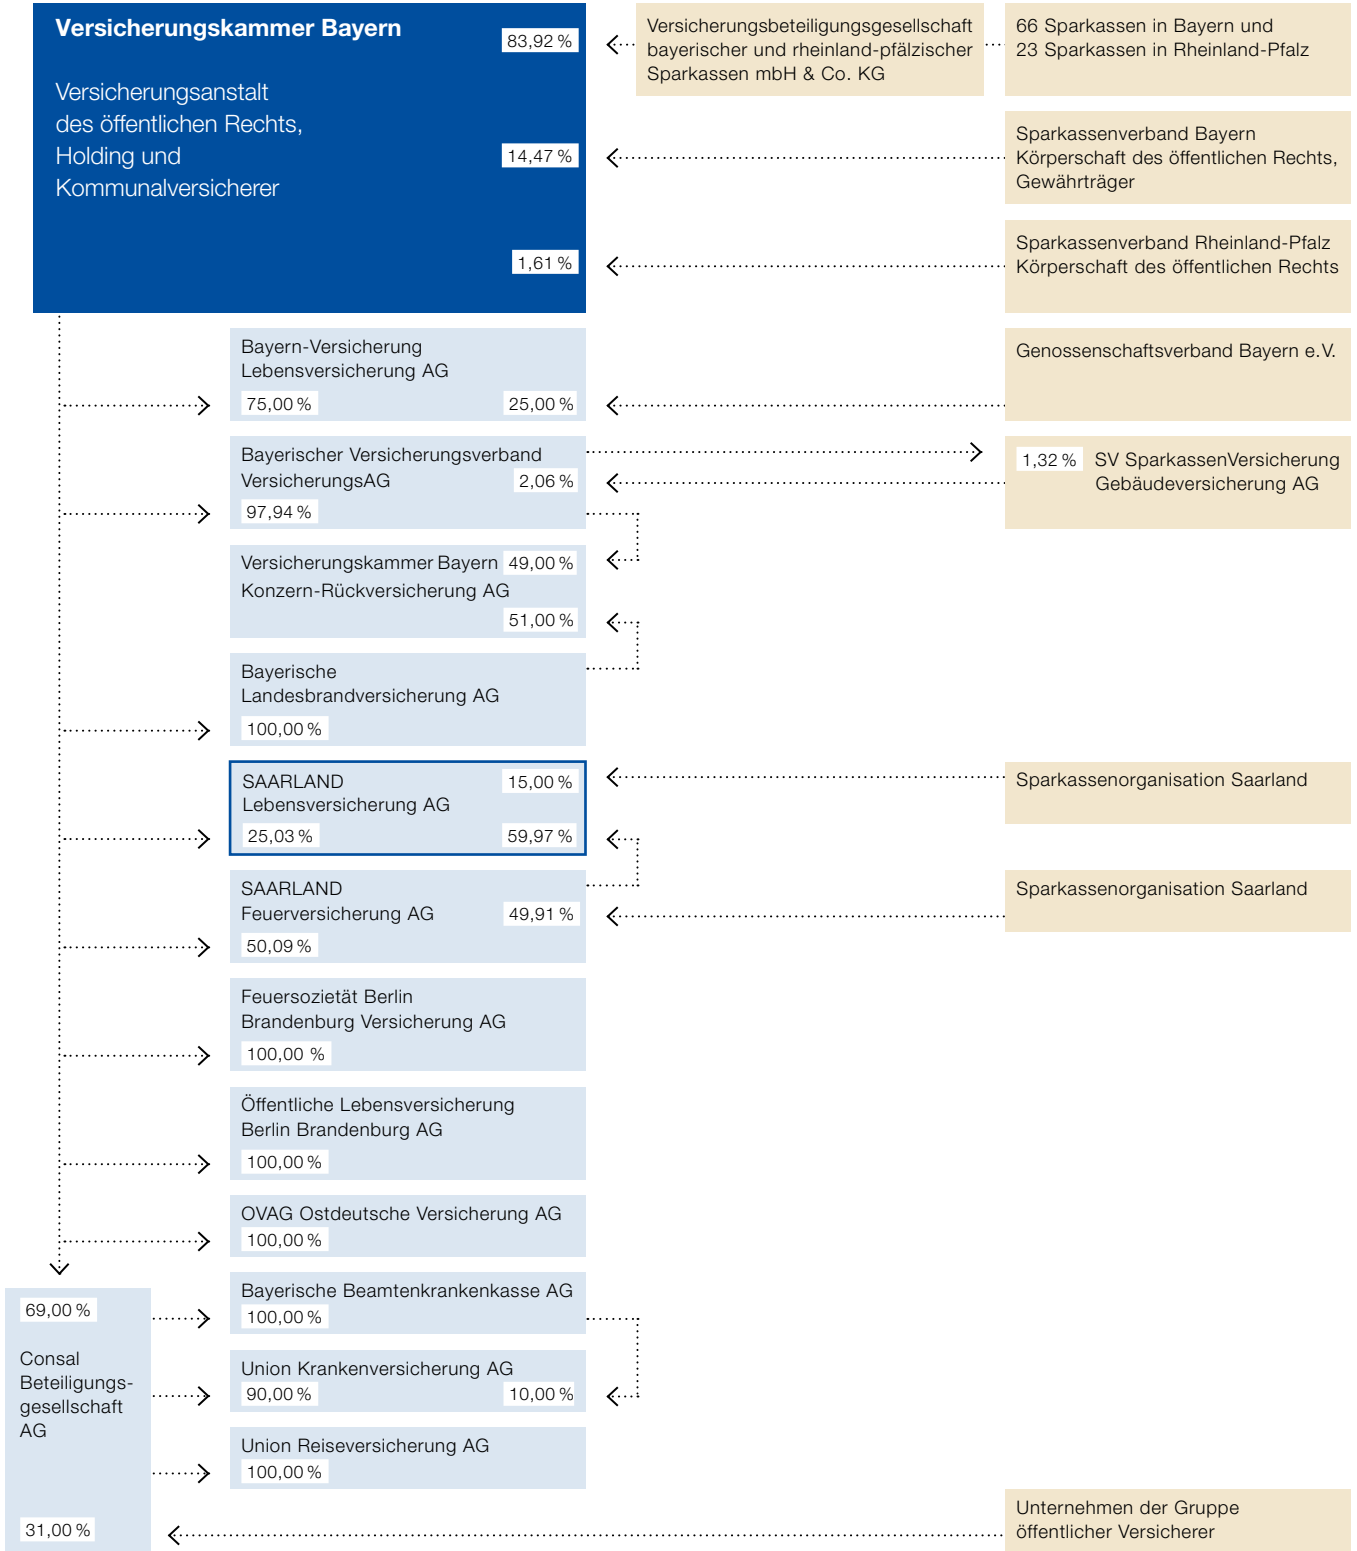 Versicherungskammer Bayern
83,92 %
Versicherungsanstalt
des öffentlichen Rechts,
Holding und
Kommunalversicherer
14,47 %
1,61 %
Versicherungsbeteiligungsgesellschaft
bayerischer und rheinland-pfälzischer
Sparkassen mbH & Co. KG
66 Sparkassen in Bayern und
23 Sparkassen in Rheinland-Pfalz
Sparkassenverband Bayern
Körperschaft des öffentlichen Rechts,
Gewährträger
Sparkassenverband Rheinland-Pfalz
Körperschaft des öffentlichen Rechts
Bayern-Versicherung
Lebensversicherung AG
75,00 % 25,00 %
Genossenschaftsverband Bayern e.V.
Bayerischer Versicherungsverband
VersicherungsAG 2,06 %
97,94 %
1,32 % SV SparkassenVersicherung
Gebäudeversicherung AG
Versicherungskammer Bayern 49,00 %
Konzern-Rückversicherung AG
51,00 %
Bayerische
Landesbrandversicherung AG
100,00 %
SAARLAND 15,00 %
Lebensversicherung AG
25,03 % 59,97 %
Sparkassenorganisation Saarland
SAARLAND
Feuerversicherung AG 49,91 %
50,09 %
Sparkassenorganisation Saarland
Feuersozietät Berlin
Brandenburg Versicherung AG
100,00 %
Öffentliche Lebensversicherung
Berlin Brandenburg AG
100,00 %
OVAG Ostdeutsche Versicherung AG
100,00 %
69,00 %
Consal
Beteiligungs-
gesellschaft
AG
31,00 %
Bayerische Beamtenkrankenkasse AG
100,00 %
Union Krankenversicherung AG
90,00 % 10,00 %
Union Reiseversicherung AG
100,00 %
Unternehmen der Gruppe
öffentlicher Versicherer